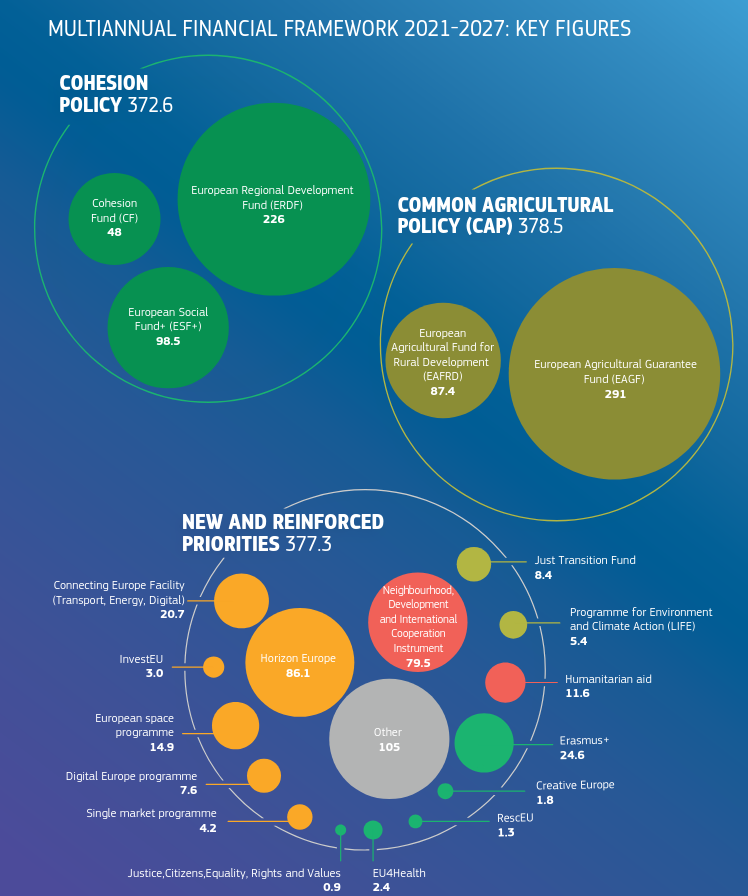 MULTIANNUAL FINANCIAL FRAMEWORK 2021-2027: KEY FIGURES
COHESION
POLICY 372.6
European Regional Development
Fund (ERDF)
226
Cohesion
Fund (CF)
48
European Social
Fund+ (ESF+)
98.5
COMMON AGRICULTURAL
POLICY (CAP) 378.5
European
Agricultural Fund for
Rural Development
(EAFRD)
87.4
European Agricultural Guarantee
Fund (EAGF)
291
NEW AND REINFORCED
PRIORITIES 377.3
Connecting Europe Facility
(Transport, Energy, Digital)
20.7
InvestEU
3.0
European space
programme
14.9
Digital Europe programme
7.6
Single market programme
4.2
Justice,Citizens,Equality, Rights and Values
0.9
EU4Health
2.4
Horizon Europe
86.1
Neighbourhood,
Development
and International
Cooperation
Instrument
79.5
Other
105
Just Transition Fund
8.4
Programme for Environment
and Climate Action (LIFE)
5.4
Humanitarian aid
11.6
Erasmus+
24.6
Creative Europe
1.8
RescEU
1.3